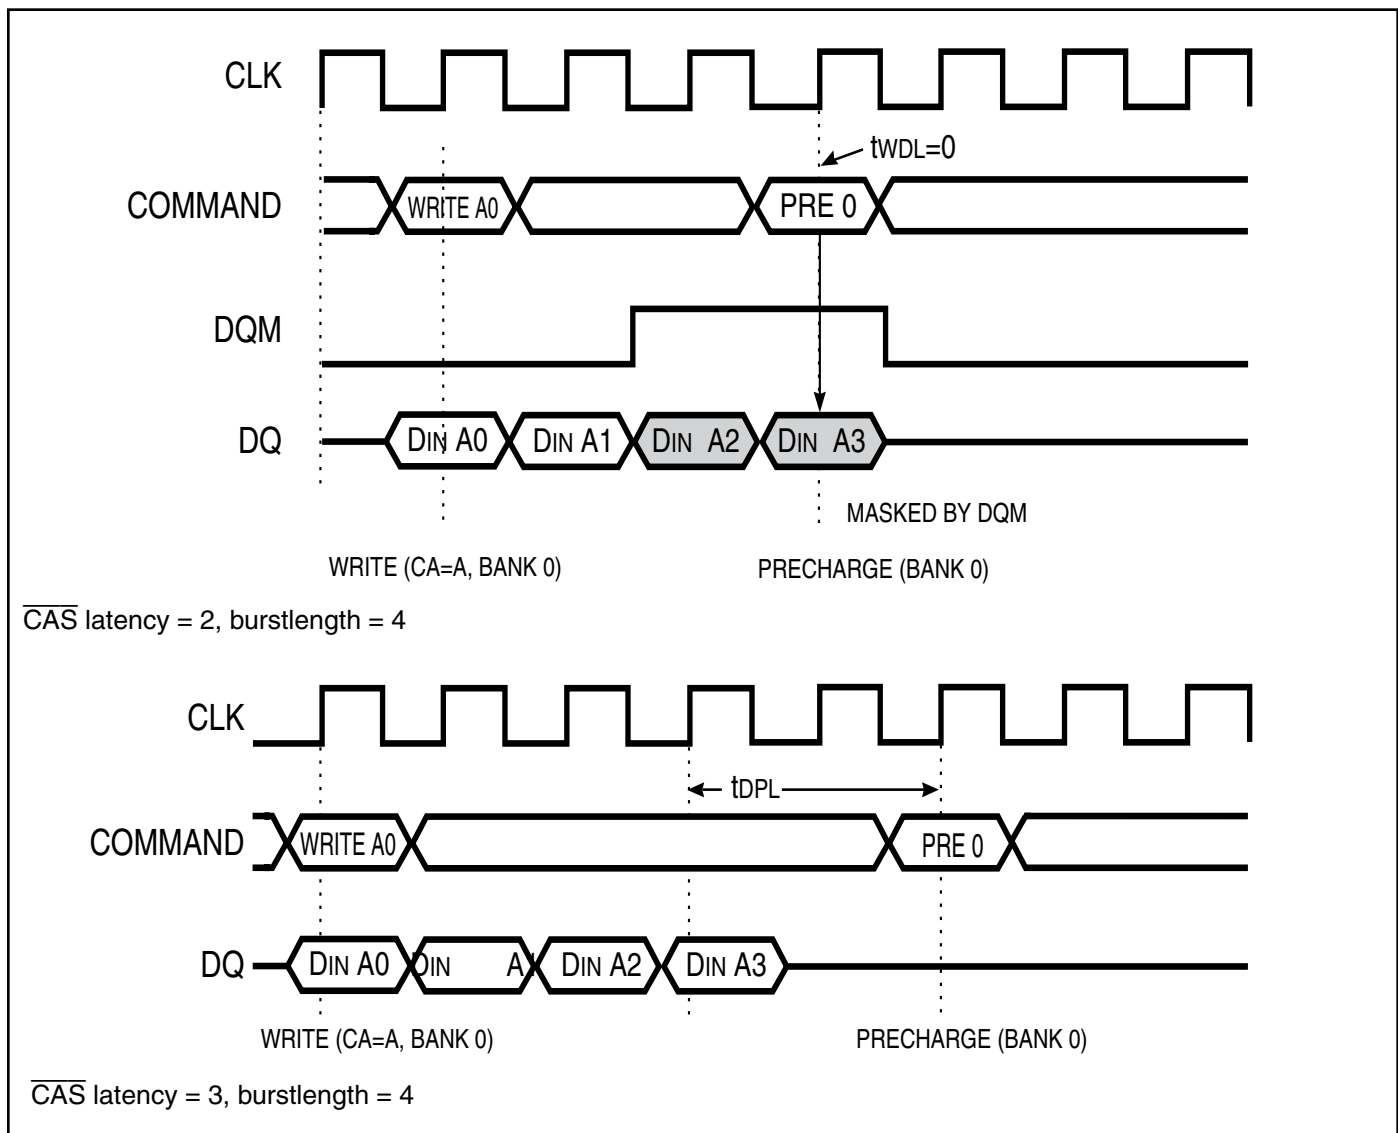 CLK
tWDL=0
COMMAND WRITE A0 PRE 0
DQM
DQ DIN A0 DIN A1 DIN A2 DIN A3
MASKED BY DQM
WRITE (CA=A, BANK 0) PRECHARGE (BANK 0)
CAS latency = 2, burstlength = 4
CLK
tDPL
COMMAND WRITE A0 PRE 0
DQ DIN A0 DIN A DIN A2 DIN A3
WRITE (CA=A, BANK 0) PRECHARGE (BANK 0)
CAS latency = 3, burstlength = 4